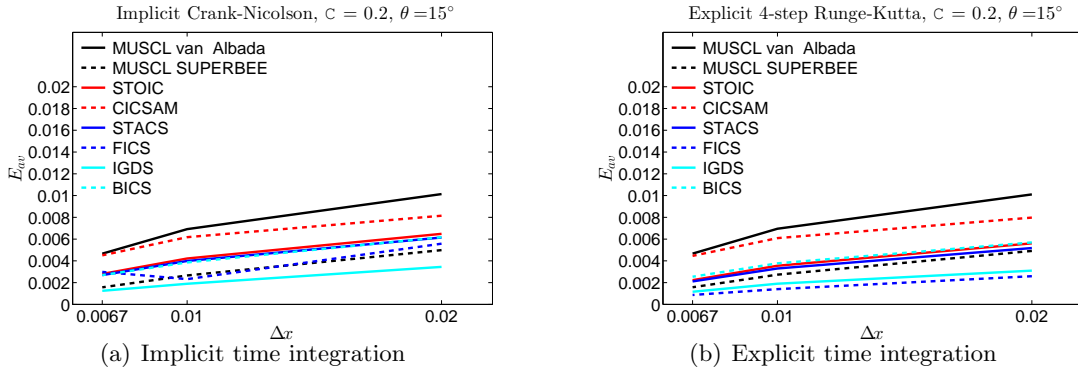 Implicit Crank-Nicolson, C = 0.2, θ = 15°
MUSCL van Albada
MUSCL SUPERBEE
STOIC
CICSAM
STACS
FICS
IGDS
BICS
0.02
0.018
0.016
0.014
0.012
0.01
0.008
0.006
0.004
0.002
0
E_av
0.0067
0.01
0.02
Δx
(a) Implicit time integration
Explicit 4-step Runge-Kutta, C = 0.2, θ = 15°
MUSCL van Albada
MUSCL SUPERBEE
STOIC
CICSAM
STACS
FICS
IGDS
BICS
0.02
0.018
0.016
0.014
0.012
0.01
0.008
0.006
0.004
0.002
0
E_av
0.0067
0.01
0.02
Δx
(b) Explicit time integration